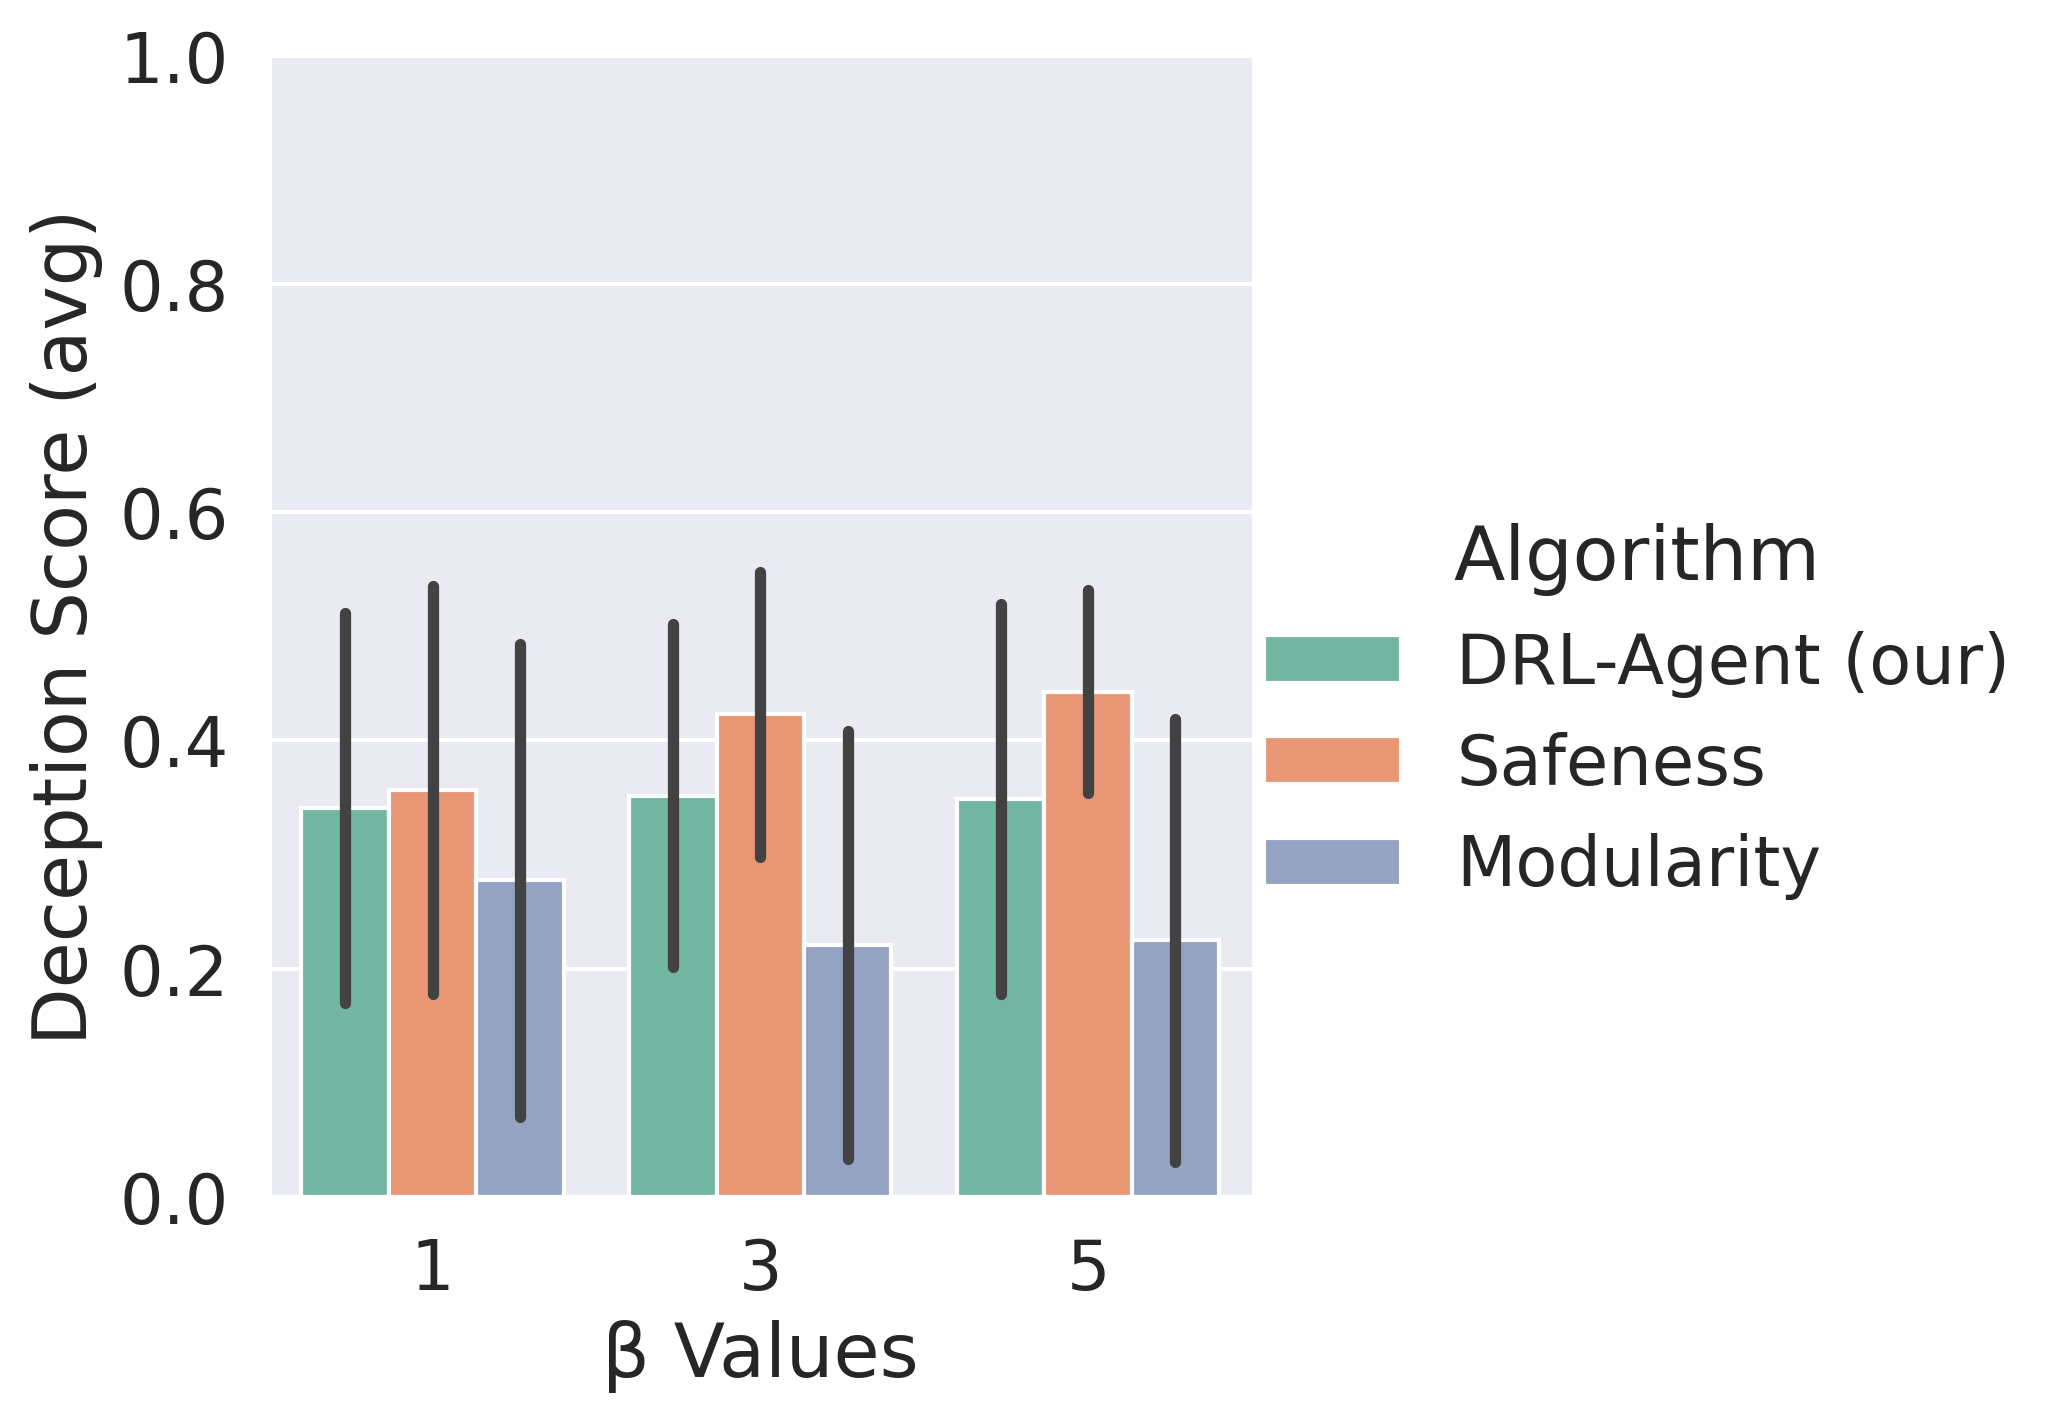 1.0
0.8
0.6
0.4
0.2
0.0
Deception Score (avg)
1 3 5
β Values
Algorithm
DRL-Agent (our)
Safeness
Modularity